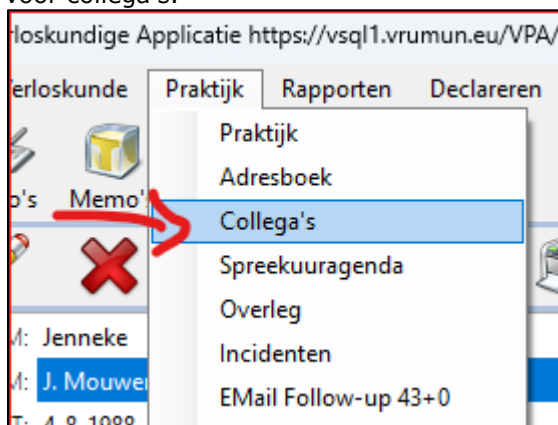 voor collega's.
rloskundige Applicatie https://vsql1.vrumun.eu/VPA/
erloskunde Praktijk Rapporten Declareren
Praktijk
Adresboek
o's Memo'
Collega's
Spreekuuragenda
Overleg
M: Jenneke
Incidenten
M: J. Mouwe
EMail Follow-up 43+0
T: 4-8-1988